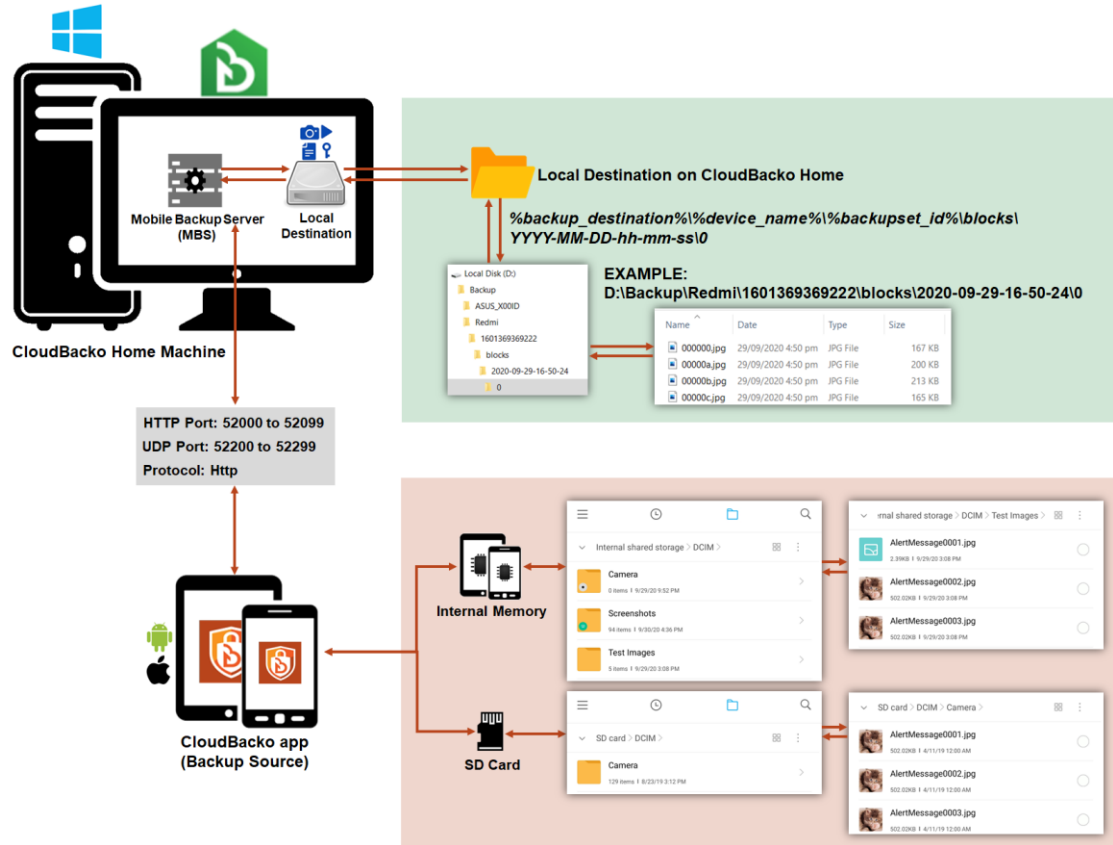 Mobile Backup Server
(MBS)
Local
Destination
CloudBacko Home Machine
Local Destination on CloudBacko Home
%backup_destination%\%device_name%\%backupset_id%\blocks\
YYYY-MM-DD-hh-mm-ss\0
Local Disk (D:)
Backup
ASUS_X00ID
Redmi
1601369369222
blocks
2020-09-29-16-50-24
0
EXAMPLE:
D:\Backup\Redmi\1601369369222\blocks\2020-09-29-16-50-24\0
Name Date Type Size
000000.jpg 29/09/2020 4:50 pm JPG File 167 KB
00000a.jpg 29/09/2020 4:50 pm JPG File 200 KB
00000b.jpg 29/09/2020 4:50 pm JPG File 213 KB
00000c.jpg 29/09/2020 4:50 pm JPG File 165 KB
HTTP Port: 52000 to 52099
UDP Port: 52200 to 52299
Protocol: Http
CloudBacko app
(Backup Source)
Internal Memory
Internal shared storage > DCIM >
Camera
0 items | 9/29/20 9:52 PM
Screenshots
94 items | 9/30/20 4:36 PM
Test Images
5 items | 9/29/20 3:08 PM
rnal shared storage > DCIM > Test Images >
AlertMessage0001.jpg
2.39KB | 9/29/20 3:08 PM
AlertMessage0002.jpg
502.02KB | 9/29/20 3:08 PM
AlertMessage0003.jpg
502.02KB | 9/29/20 3:08 PM
SD Card
SD card > DCIM >
Camera
129 items | 8/23/19 3:12 PM
SD card > DCIM > Camera >
AlertMessage0001.jpg
502.02KB | 4/11/19 12:00 AM
AlertMessage0002.jpg
502.02KB | 4/11/19 12:00 AM
AlertMessage0003.jpg
502.02KB | 4/11/19 12:00 AM